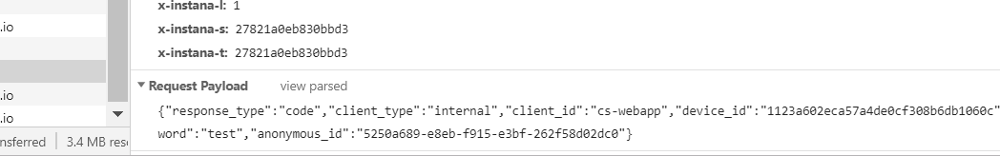 x-instana-l: 1
.io
x-instana-s: 27821a0eb830bbd3
x-instana-t: 27821a0eb830bbd3
Request Payload view parsed
.io
{"response_type":"code","client_type":"internal","client_id":"cs-webapp","device_id":"1123a602eca57a4de0cf308b6db1060c"
.io
word":"test","anonymous_id":"5250a689-e8eb-f915-e3bf-262f58d02dc0"}
nsferred 3.4 MB res